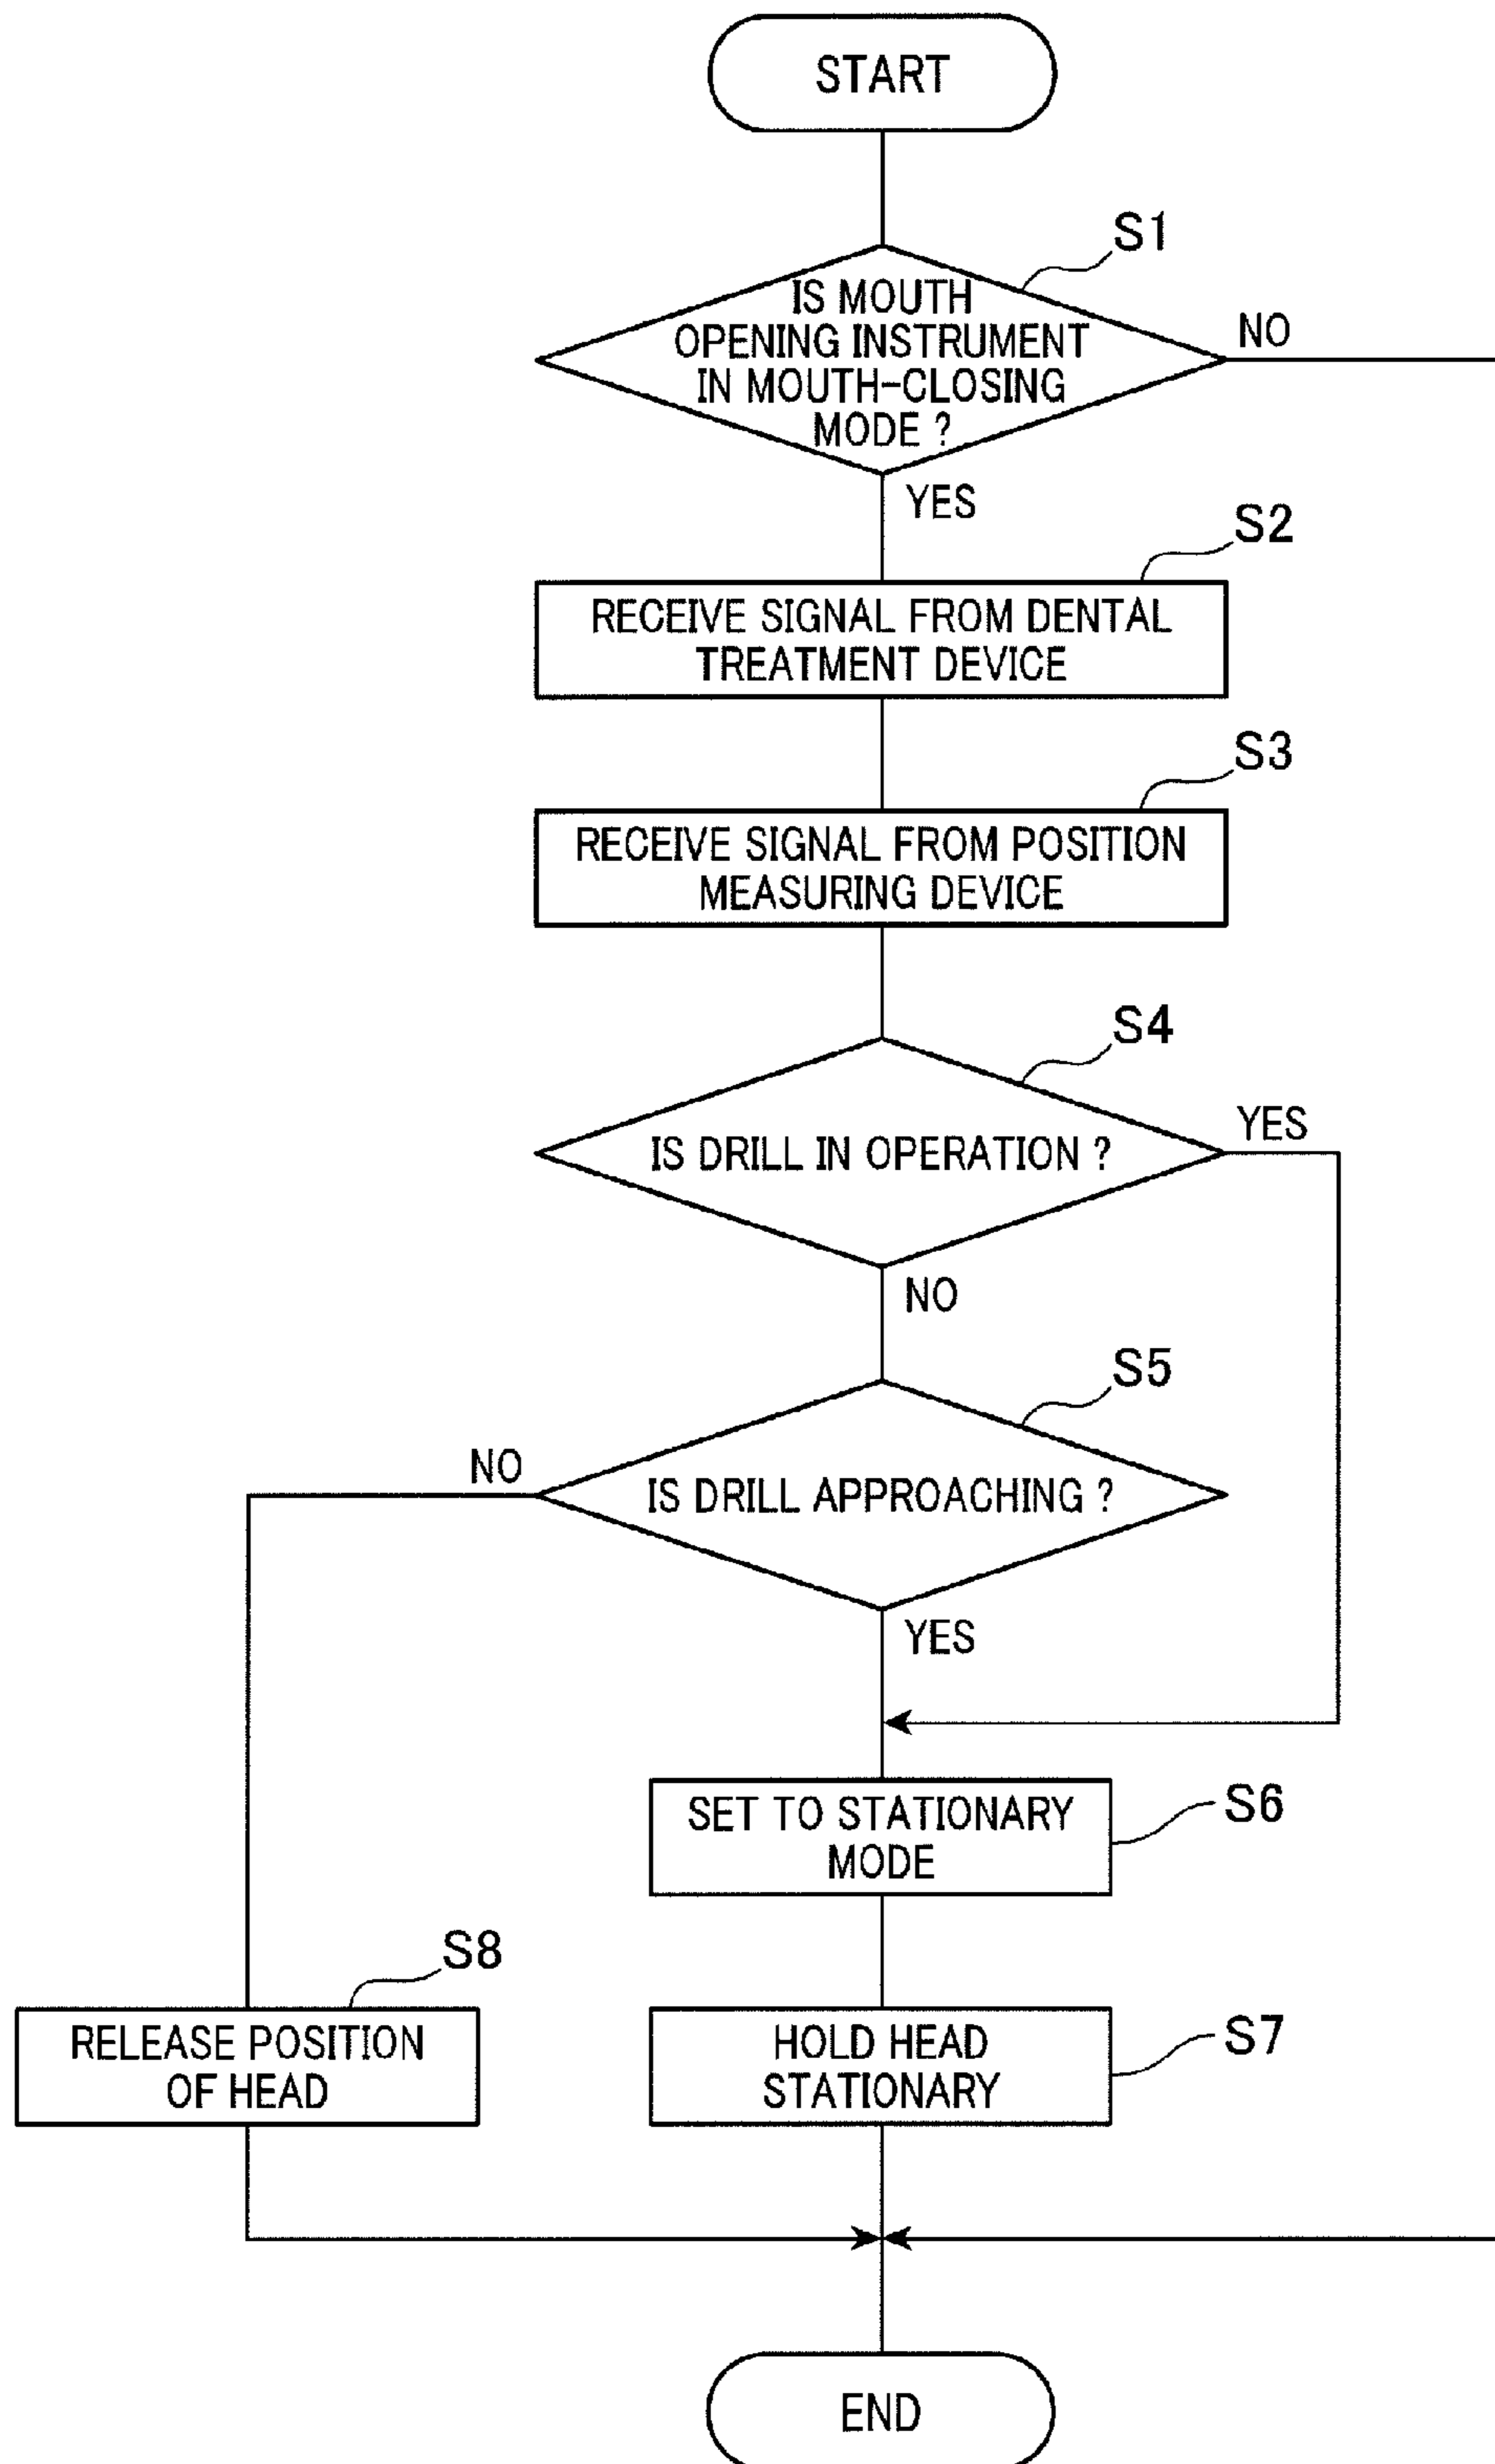 START
S1
IS MOUTH
OPENING INSTRUMENT
IN MOUTH-CLOSING
MODE ?
NO
YES
S2
RECEIVE SIGNAL FROM DENTAL
TREATMENT DEVICE
S3
RECEIVE SIGNAL FROM POSITION
MEASURING DEVICE
S4
IS DRILL IN OPERATION ?
YES
NO
S5
IS DRILL APPROACHING ?
NO
YES
S6
SET TO STATIONARY
MODE
S8
RELEASE POSITION
OF HEAD
S7
HOLD HEAD
STATIONARY
END